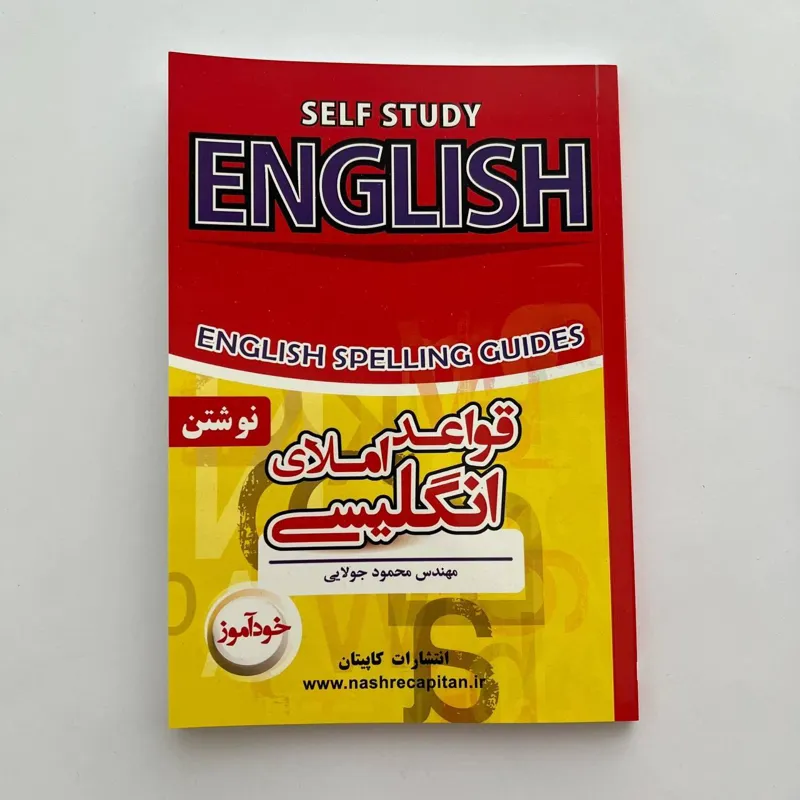 SELF STUDY
ENGLISH
ENGLISH SPELLING GUIDES
نوشتن
قواعد املای
انگلیسی
مهندس محمود جولایی
خودآموز
انتشارات کاپیتان
www.nashrecapitan.ir